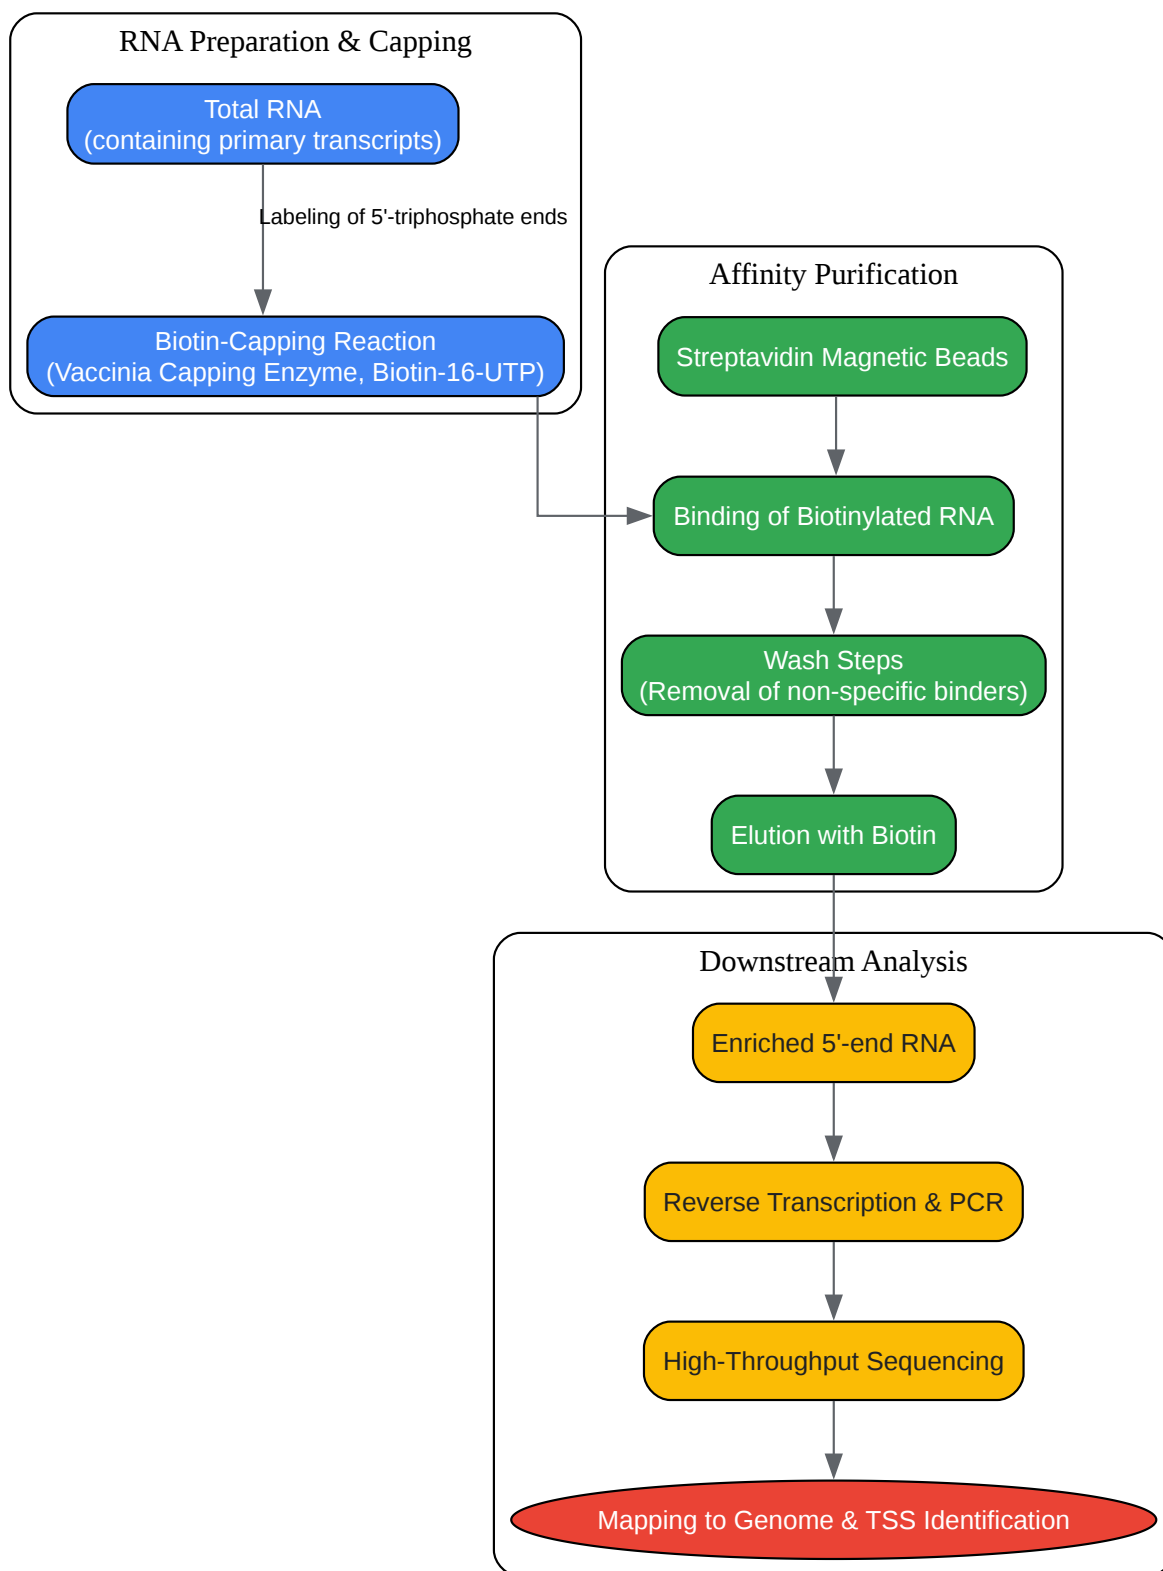 RNA Preparation & Capping
Total RNA
(containing primary transcripts)
Labeling of 5'-triphosphate ends
Biotin-Capping Reaction
(Vaccinia Capping Enzyme, Biotin-16-UTP)
Affinity Purification
Streptavidin Magnetic Beads
Binding of Biotinylated RNA
Wash Steps
(Removal of non-specific binders)
Elution with Biotin
Downstream Analysis
Enriched 5'-end RNA
Reverse Transcription & PCR
High-Throughput Sequencing
Mapping to Genome & TSS Identification